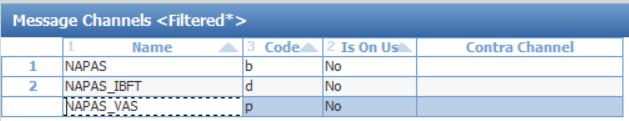 Message Channels <Filtered*>
1 Name 3 Code 2 Is On Us Contra Channel
1 NAPAS b No
2 NAPAS_IBFT d No
NAPAS_VAS p No